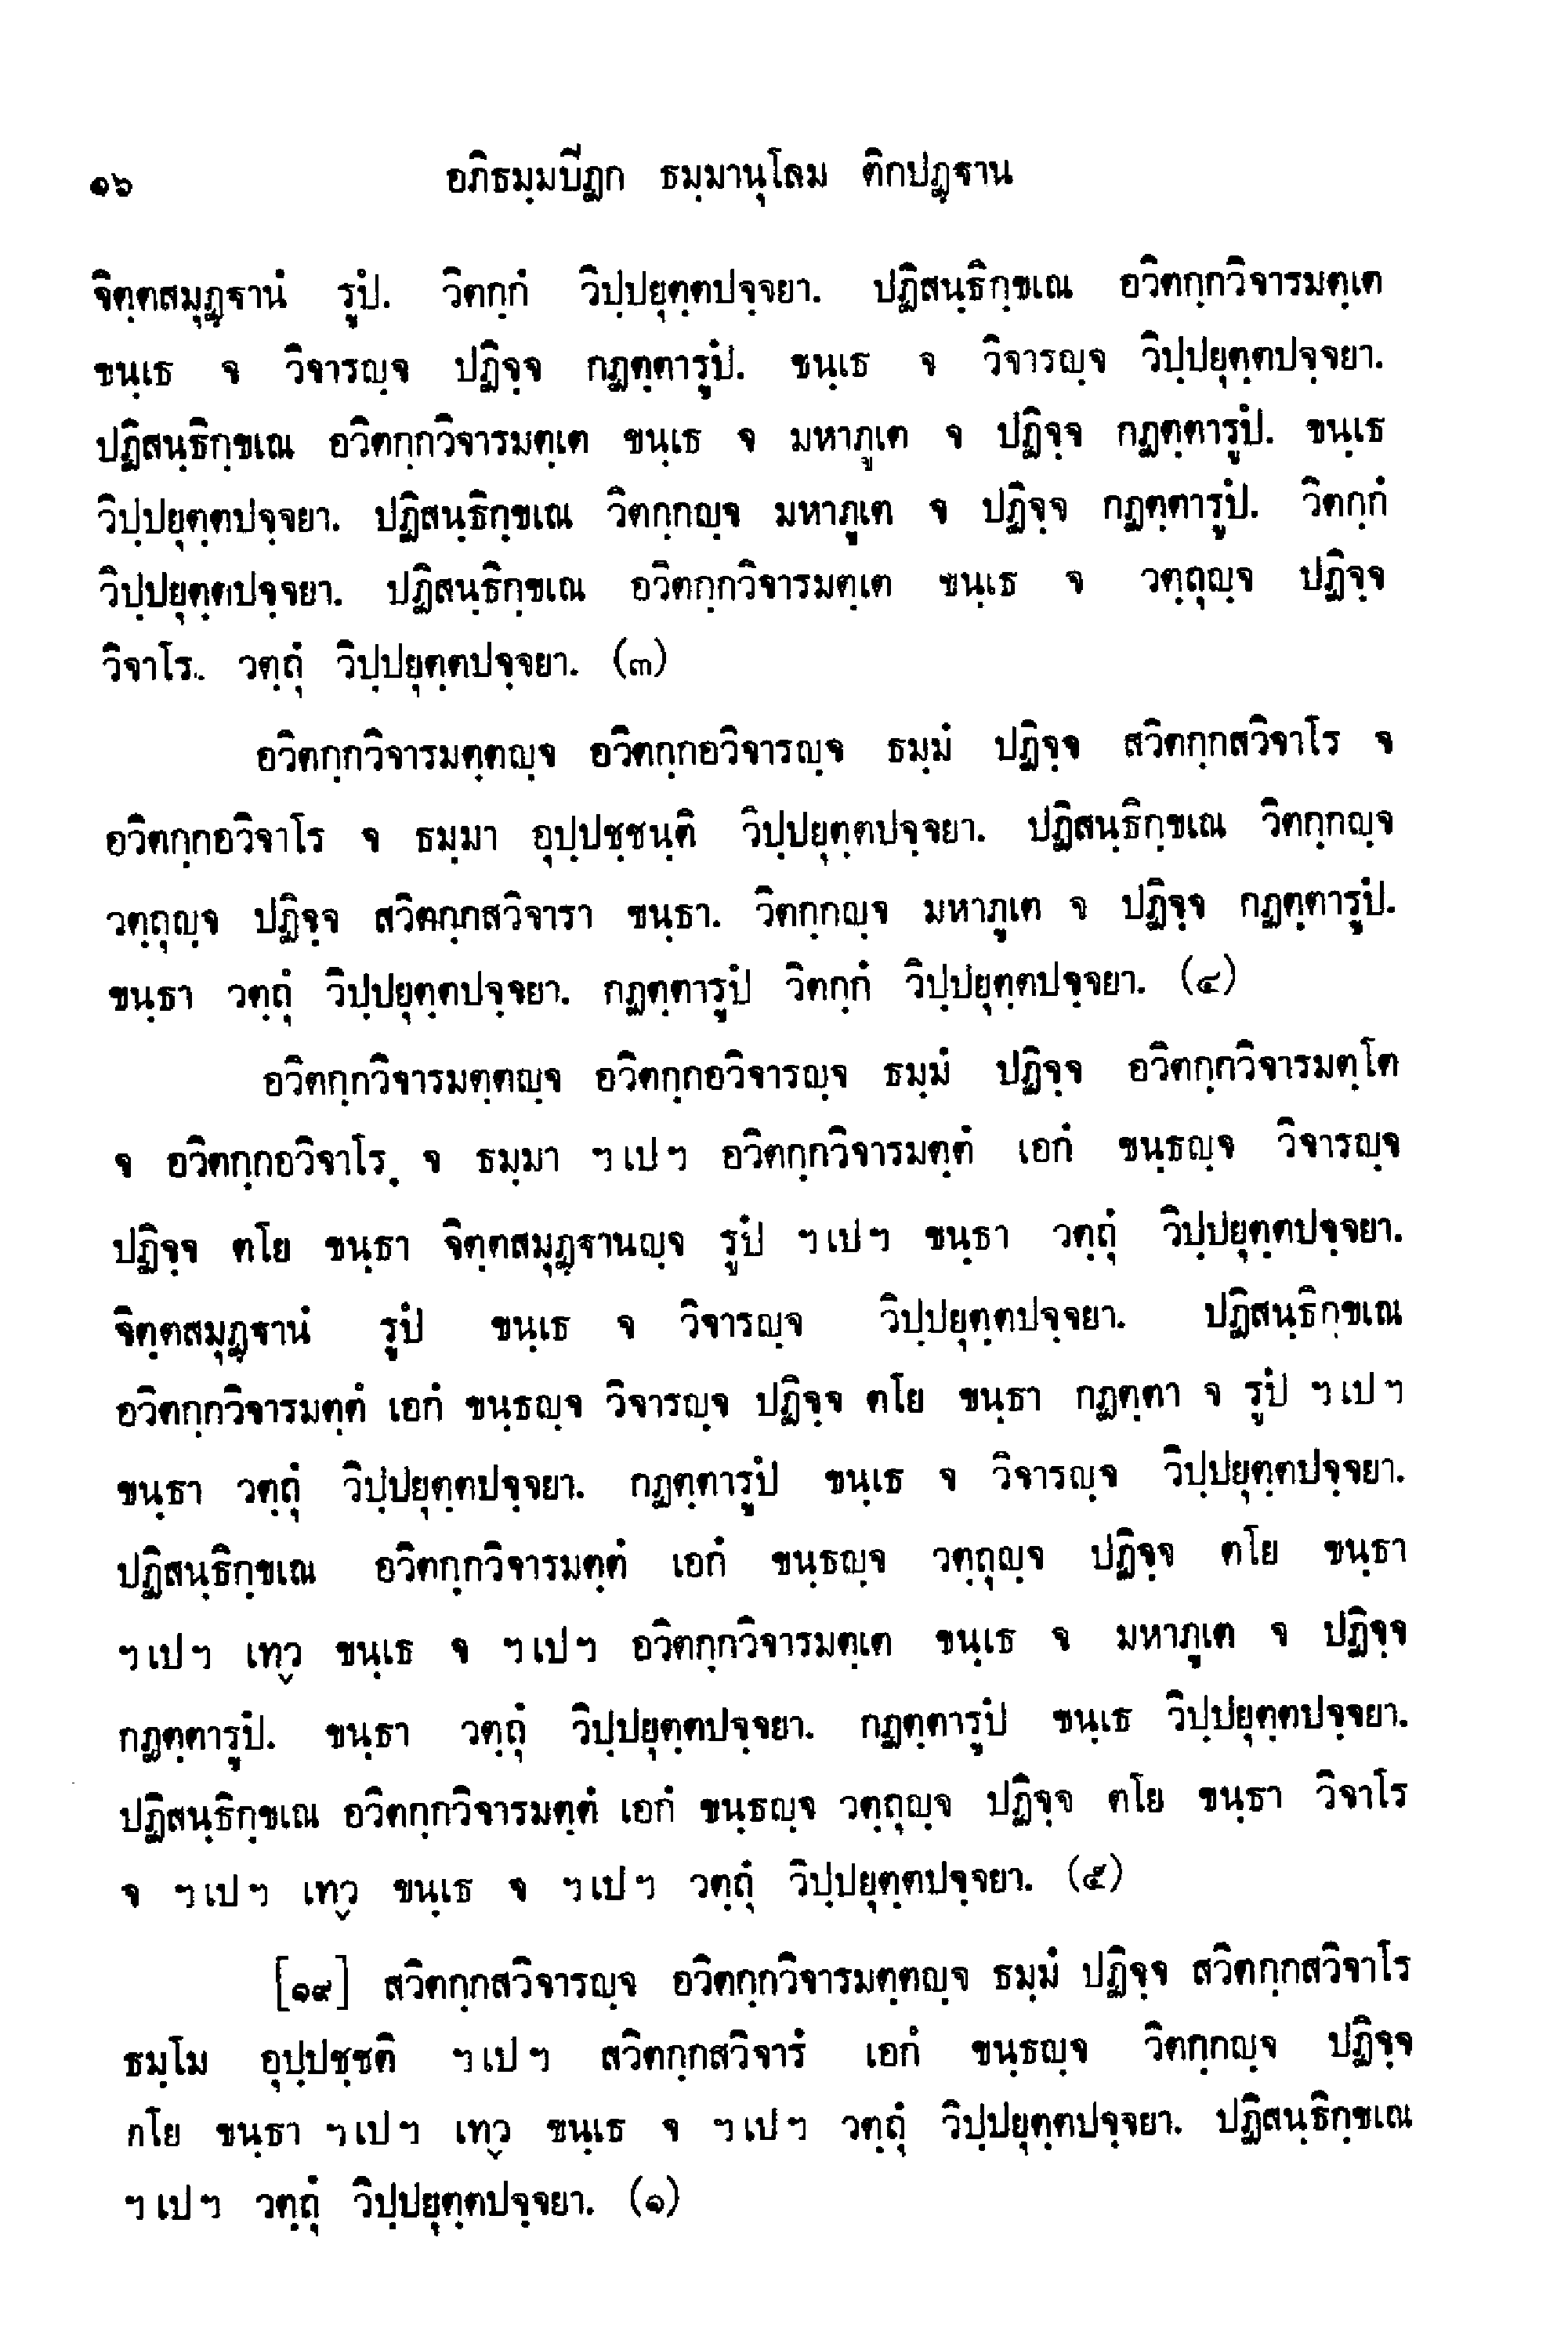 ๑๖ อภิธมฺมปิฏก ธมฺมานุโลม ติกปฏฺฐาน
จิตฺตสมุฏฺฐานํ รูปํ. วิตกฺกํ วิปฺปยุตฺตปจฺจยา. ปฏิสนฺธิกฺขเณ อวิตกฺกวิจารมตฺเต
ขนฺเธ จ วิจารญฺจ ปฏิจฺจ กฏตฺตารูปํ. ขนฺเธ จ วิจารญฺจ วิปฺปยุตฺตปจฺจยา.
ปฏิสนฺธิกฺขเณ อวิตกฺกวิจารมตฺเต ขนฺเธ จ มหาภูเต จ ปฏิจฺจ กฏตฺตารูปํ. ขนฺเธ
วิปฺปยุตฺตปจฺจยา. ปฏิสนฺธิกฺขเณ วิตกฺกญฺจ มหาภูเต จ ปฏิจฺจ กฏตฺตารูปํ. วิตกฺกํ
วิปฺปยุตฺตปจฺจยา. ปฏิสนฺธิกฺขเณ อวิตกฺกวิจารมตฺเต ขนฺเธ จ วตฺถุญฺจ ปฏิจฺจ
วิจาโร. วตฺถุํ วิปฺปยุตฺตปจฺจยา. (๓)
อวิตกฺกวิจารมตฺตญฺจ อวิตกฺกอวิจารญฺจ ธมฺมํ ปฏิจฺจ สวิตกฺกสวิจาโร จ
อวิตกฺกอวิจาโร จ ธมฺมา อุปฺปชฺชนฺติ วิปฺปยุตฺตปจฺจยา. ปฏิสนฺธิกฺขเณ วิตกฺกญฺจ
วตฺถุญฺจ ปฏิจฺจ สวิตกฺกสวิจารา ขนฺธา. วิตกฺกญฺจ มหาภูเต จ ปฏิจฺจ กฏตฺตารูปํ.
ขนฺธา วตฺถุํ วิปฺปยุตฺตปจฺจยา. กฏตฺตารูปํ วิตกฺกํ วิปฺปยุตฺตปจฺจยา. (๔)
อวิตกฺกวิจารมตฺตญฺจ อวิตกฺกอวิจารญฺจ ธมฺมํ ปฏิจฺจ อวิตกฺกวิจารมตฺโต
จ อวิตกฺกอวิจาโร จ ธมฺมา ฯเปฯ อวิตกฺกวิจารมตฺตํ เอกํ ขนฺธญฺจ วิจารญฺจ
ปฏิจฺจ ตโย ขนฺธา จิตฺตสมุฏฺฐานญฺจ รูปํ ฯเปฯ ขนฺธา วตฺถุํ วิปฺปยุตฺตปจฺจยา.
จิตฺตสมุฏฺฐานํ รูปํ ขนฺเธ จ วิจารญฺจ วิปฺปยุตฺตปจฺจยา. ปฏิสนฺธิกฺขเณ
อวิตกฺกวิจารมตฺตํ เอกํ ขนฺธญฺจ วิจารญฺจ ปฏิจฺจ ตโย ขนฺธา กฏตฺตา จ รูปํ ฯเปฯ
ขนฺธา วตฺถุํ วิปฺปยุตฺตปจฺจยา. กฏตฺตารูปํ ขนฺเธ จ วิจารญฺจ วิปฺปยุตฺตปจฺจยา.
ปฏิสนฺธิกฺขเณ อวิตกฺกวิจารมตฺตํ เอกํ ขนฺธญฺจ วตฺถุญฺจ ปฏิจฺจ ตโย ขนฺธา
ฯเปฯ เทฺว ขนฺเธ จ ฯเปฯ อวิตกฺกวิจารมตฺเต ขนฺเธ จ มหาภูเต จ ปฏิจฺจ
กฏตฺตารูปํ. ขนฺธา วตฺถุํ วิปฺปยุตฺตปจฺจยา. กฏตฺตารูปํ ขนฺเธ วิปฺปยุตฺตปจฺจยา.
ปฏิสนฺธิกฺขเณ อวิตกฺกวิจารมตฺตํ เอกํ ขนฺธญฺจ วตฺถุญฺจ ปฏิจฺจ ตโย ขนฺธา วิจาโร
จ ฯเปฯ เทฺว ขนฺเธ จ ฯเปฯ วตฺถุํ วิปฺปยุตฺตปจฺจยา. (๕)
[๑๙] สวิตกฺกสวิจารญฺจ อวิตกฺกวิจารมตฺตญฺจ ธมฺมํ ปฏิจฺจ สวิตกฺกสวิจาโร
ธมฺโม อุปฺปชฺชติ ฯเปฯ สวิตกฺกสวิจารํ เอกํ ขนฺธญฺจ วิตกฺกญฺจ ปฏิจฺจ
ตโย ขนฺธา ฯเปฯ เทฺว ขนฺเธ จ ฯเปฯ วตฺถุํ วิปฺปยุตฺตปจฺจยา. ปฏิสนฺธิกฺขเณ
ฯเปฯ วตฺถุํ วิปฺปยุตฺตปจฺจยา. (๑)